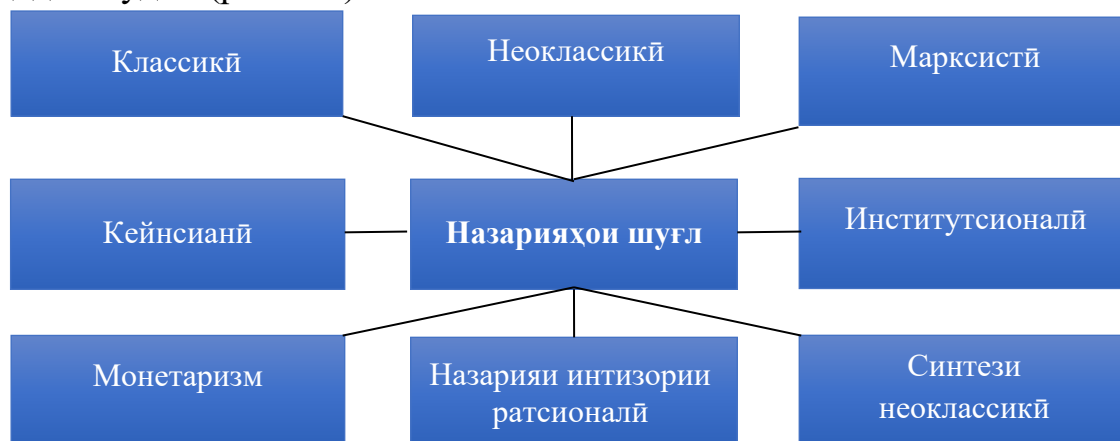 Классикӣ
Неоклассикӣ
Марксистӣ
Кейнсианӣ
Назарияҳои шуғл
Институтсионалӣ
Монетаризм
Назарияи интизории
ратсионалӣ
Синтези
неоклассикӣ